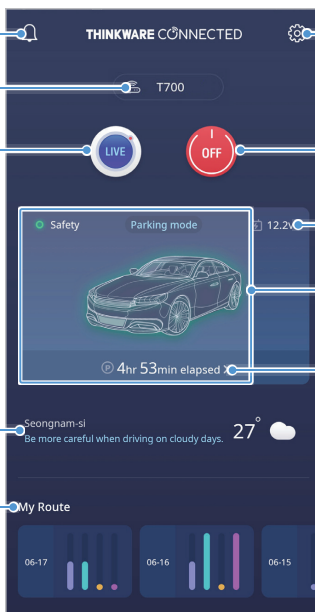 THINKWARE CONNECTED
T700
LIVE
OFF
Safety
Parking mode
12.2v
P 4hr 53min elapsed >
Seongnam-si
Be more careful when driving on cloudy days.
27°
My Route
06-17
06-16
06-15